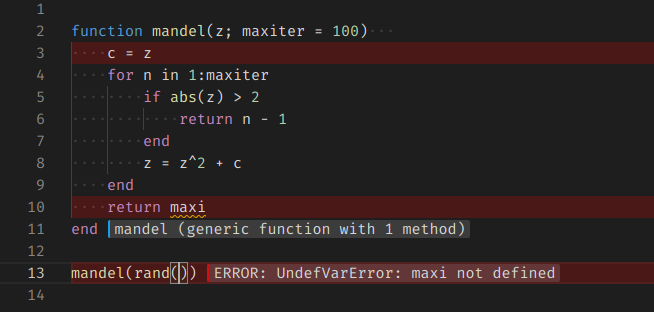 1
2 function mandel(z; maxiter = 100)
3     c = z
4     for n in 1:maxiter
5         if abs(z) > 2
6             return n - 1
7         end
8         z = z^2 + c
9     end
10     return maxi
11 end mandel (generic function with 1 method)
12
13 mandel(rand()) ERROR: UndefVarError: maxi not defined
14